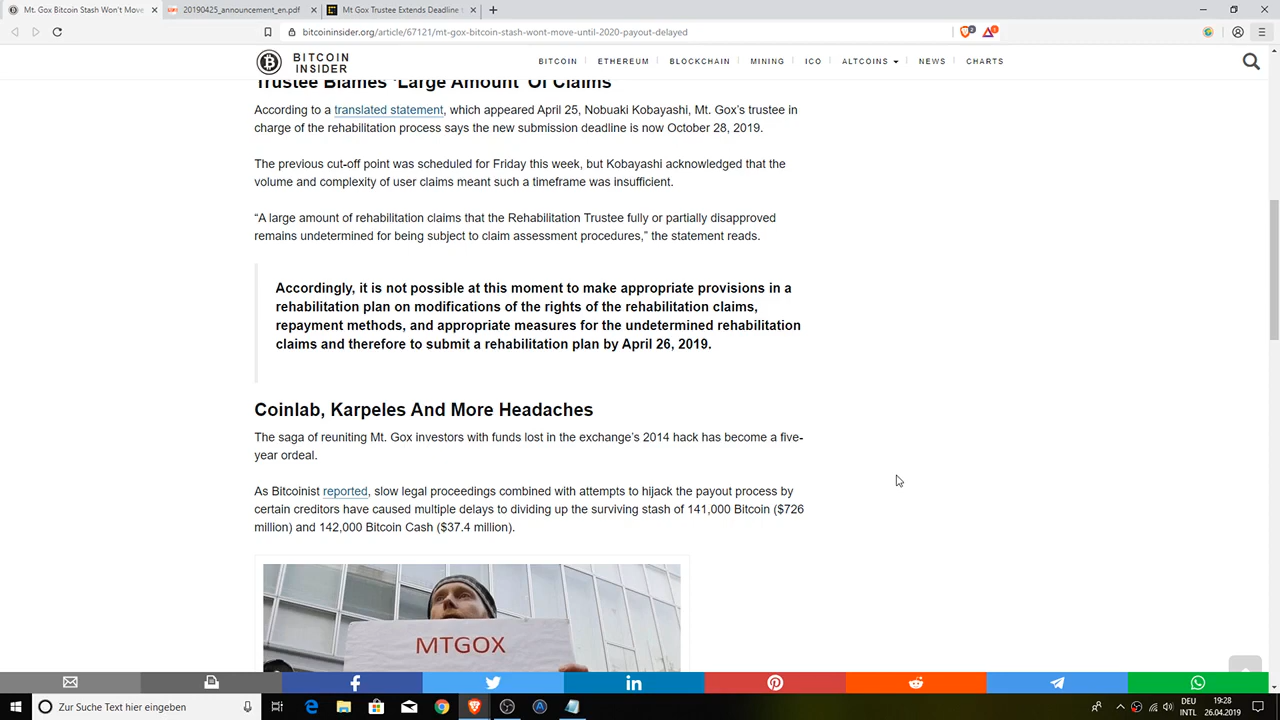 Mt. Gox Bitcoin Stash Won't Move
20190425_announcement_en.pdf
Mt Gox Trustee Extends Deadline t
bitcoininsider.org/article/67121/mt-gox-bitcoin-stash-wont-move-until-2020-payout-delayed
BITCOIN
INSIDER
BITCOIN
ETHEREUM
BLOCKCHAIN
MINING
ICO
ALTCOINS
NEWS
CHARTS
Trustee Blames 'Large Amount' Of Claims
According to a translated statement, which appeared April 25, Nobuaki Kobayashi, Mt. Gox's trustee in
charge of the rehabilitation process says the new submission deadline is now October 28, 2019.
The previous cut-off point was scheduled for Friday this week, but Kobayashi acknowledged that the
volume and complexity of user claims meant such a timeframe was insufficient.
“A large amount of rehabilitation claims that the Rehabilitation Trustee fully or partially disapproved
remains undetermined for being subject to claim assessment procedures,” the statement reads.
Accordingly, it is not possible at this moment to make appropriate provisions in a
rehabilitation plan on modifications of the rights of the rehabilitation claims,
repayment methods, and appropriate measures for the undetermined rehabilitation
claims and therefore to submit a rehabilitation plan by April 26, 2019.
Coinlab, Karpeles And More Headaches
The saga of reuniting Mt. Gox investors with funds lost in the exchange's 2014 hack has become a five-
year ordeal.
As Bitcoinist reported, slow legal proceedings combined with attempts to hijack the payout process by
certain creditors have caused multiple delays to dividing up the surviving stash of 141,000 Bitcoin ($726
million) and 142,000 Bitcoin Cash ($37.4 million).
MTGOX
Zur Suche Text hier eingeben
DEU
INTL
19:28
26.04.2019